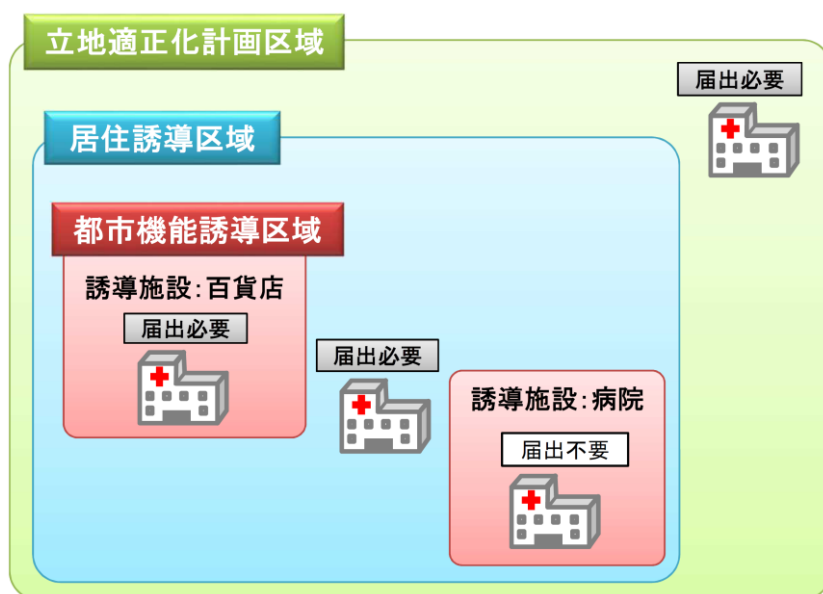 立地適正化計画区域
届出必要
居住誘導区域
都市機能誘導区域
誘導施設：百貨店
届出必要
届出必要
誘導施設：病院
届出不要